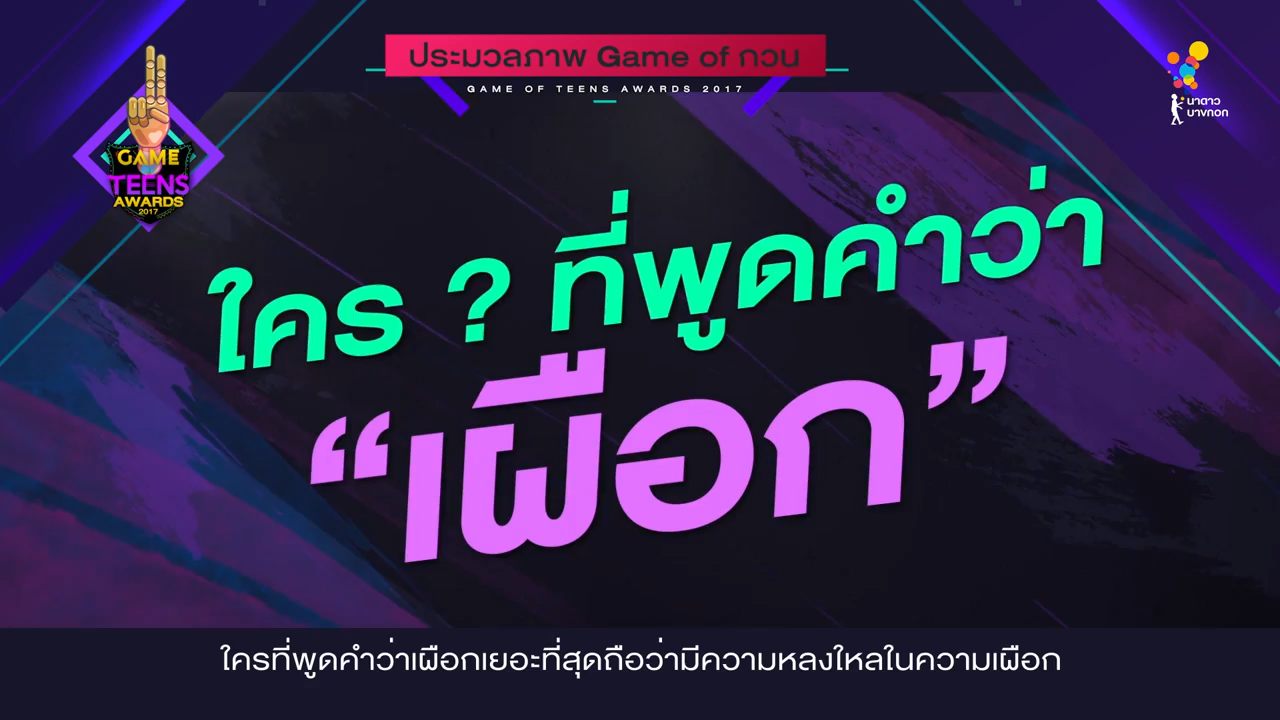 ประมวลภาพ Game of กวน
GAME OF TEENS AWARDS 2017
GAME
TEENS
AWARDS
2017
นาดาว
บางกอก
ใคร ? ที่พูดคำว่า
“เผือก”
ใครที่พูดคำว่าเผือกเยอะที่สุดถือว่ามีความหลงใหลในความเผือก